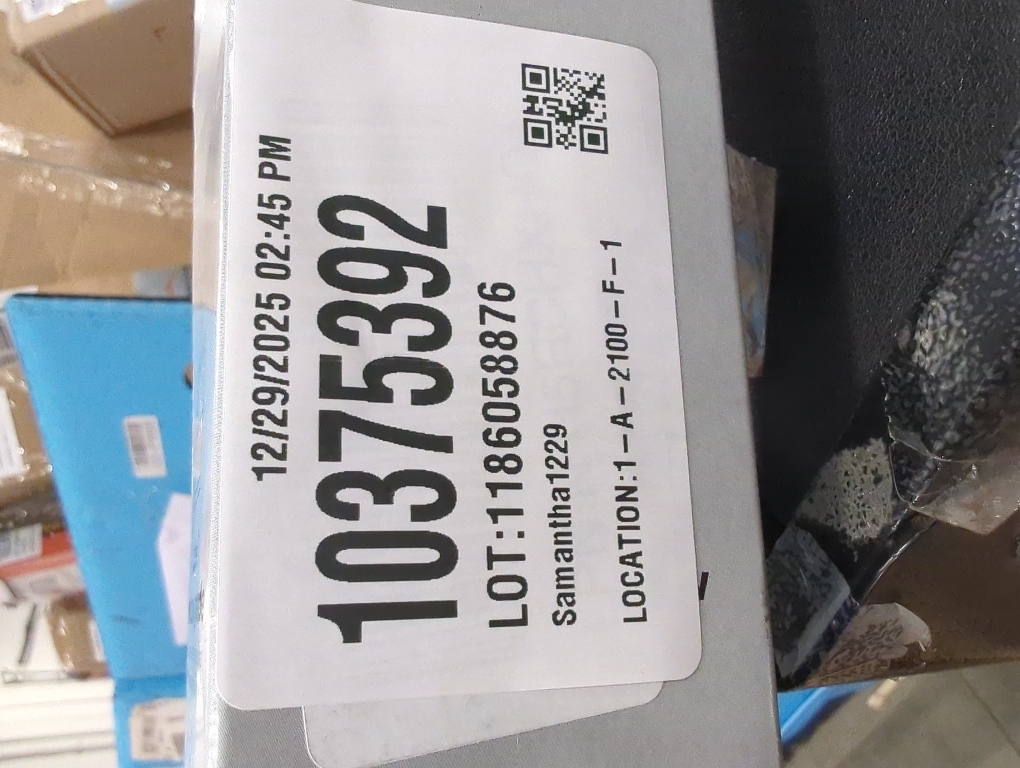 12/29/2025 02:45 PM
10375392
LOT:1186058876
Samantha1229
LOCATION:1-A-2100-F-1